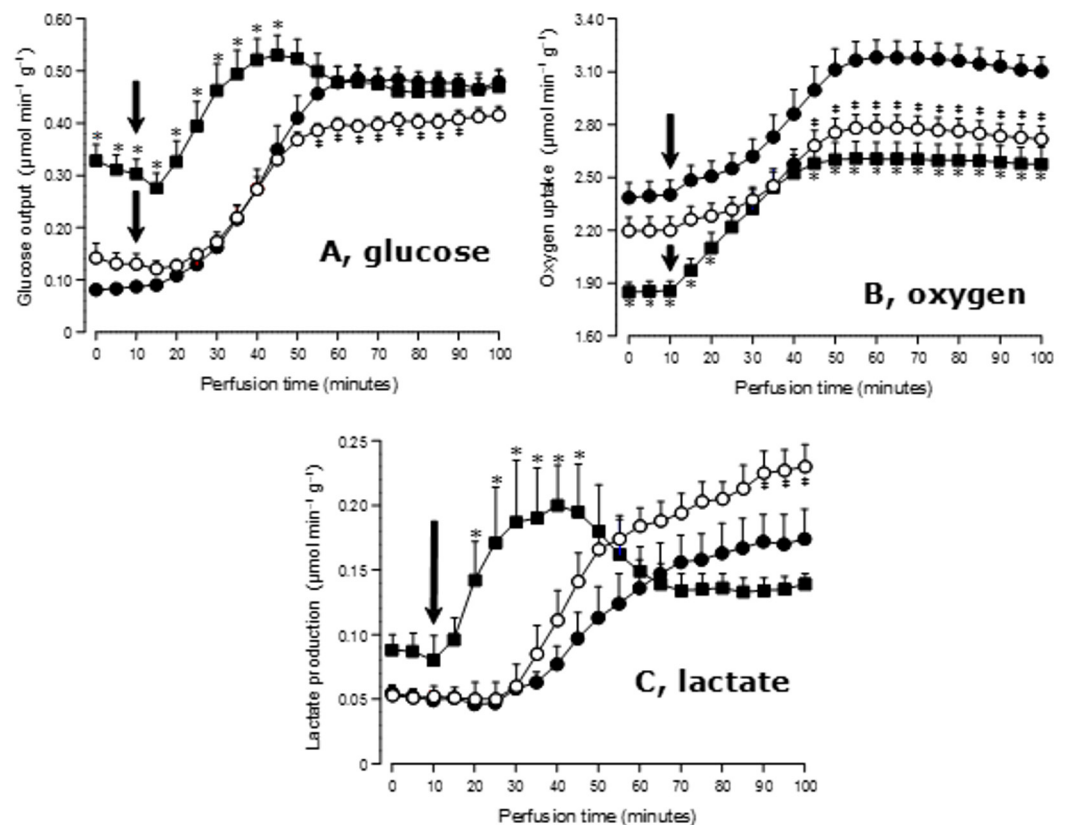 Glucose output (µmol min⁻¹ g⁻¹)
0.60
0.50
0.40
0.30
0.20
0.10
0
A, glucose
0 10 20 30 40 50 60 70 80 90 100
Perfusion time (minutes)
Oxygen uptake (µmol min⁻¹ g⁻¹)
3.40
3.10
2.80
2.50
2.20
1.90
1.60
B, oxygen
0 10 20 30 40 50 60 70 80 90 100
Perfusion time (minutes)
Lactate production (µmol min⁻¹ g⁻¹)
0.25
0.20
0.15
0.10
0.05
0
C, lactate
0 10 20 30 40 50 60 70 80 90 100
Perfusion time (minutes)